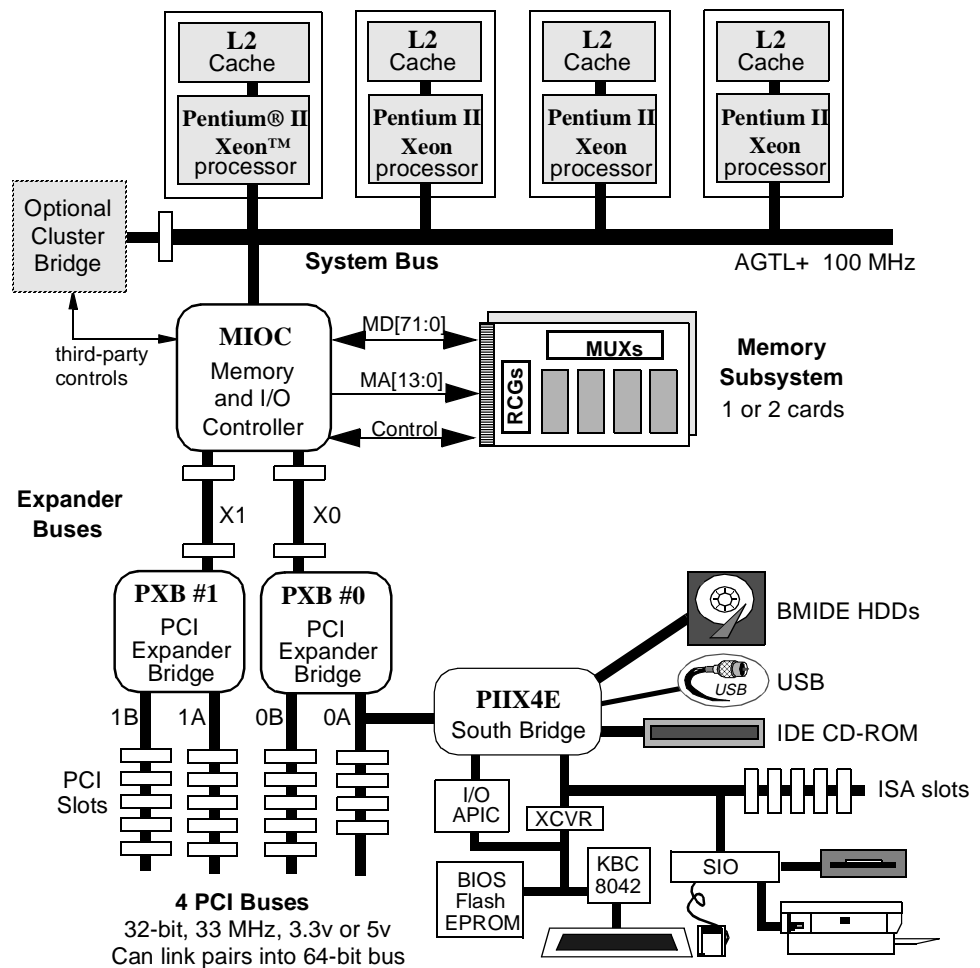 L2
Cache
Pentium® II
Xeon™
processor
L2
Cache
Pentium II
Xeon
processor
L2
Cache
Pentium II
Xeon
processor
L2
Cache
Pentium II
Xeon
processor
Optional
Cluster
Bridge
System Bus
AGTL+ 100 MHz
third-party
controls
MIOC
Memory
and I/O
Controller
MD[71:0]
MA[13:0]
Control
MUXs
RCGs
Memory
Subsystem
1 or 2 cards
Expander
Buses
X1
X0
PXB #1
PCI
Expander
Bridge
PXB #0
PCI
Expander
Bridge
1B
1A
0B
0A
PCI
Slots
PIIX4E
South Bridge
BMIDE HDDs
USB
USB
IDE CD-ROM
ISA slots
I/O
APIC
XCVR
BIOS
Flash
EPROM
KBC
8042
SIO
4 PCI Buses
32-bit, 33 MHz, 3.3v or 5v
Can link pairs into 64-bit bus